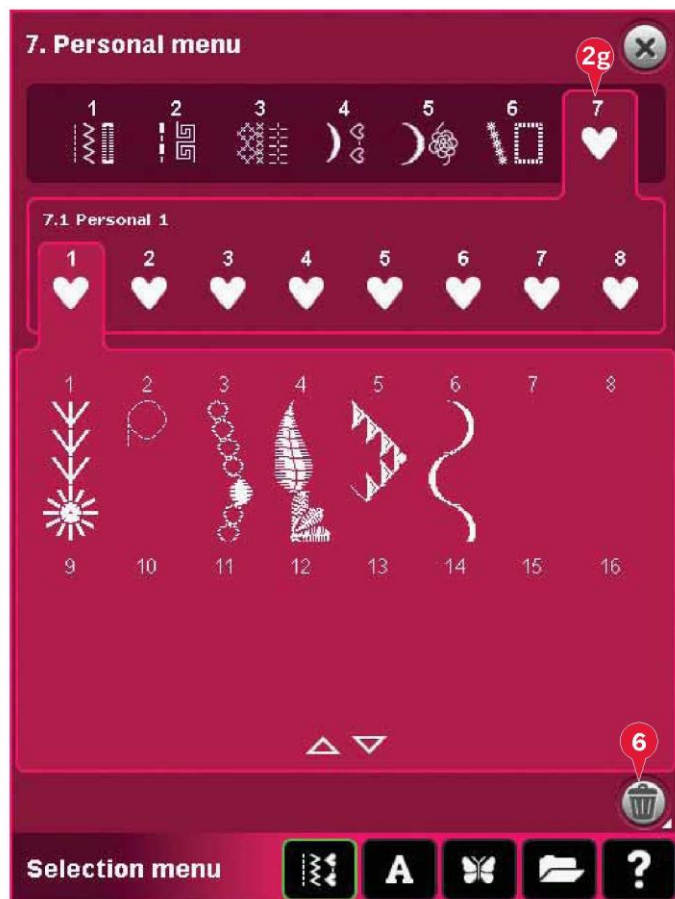 7. Personal menu
2g
1 2 3 4 5 6 7
7.1 Personal 1
1 2 3 4 5 6 7 8
1 2 3 4 5 6 7 8
9 10 11 12 13 14 15 16
6
Selection menu A ?